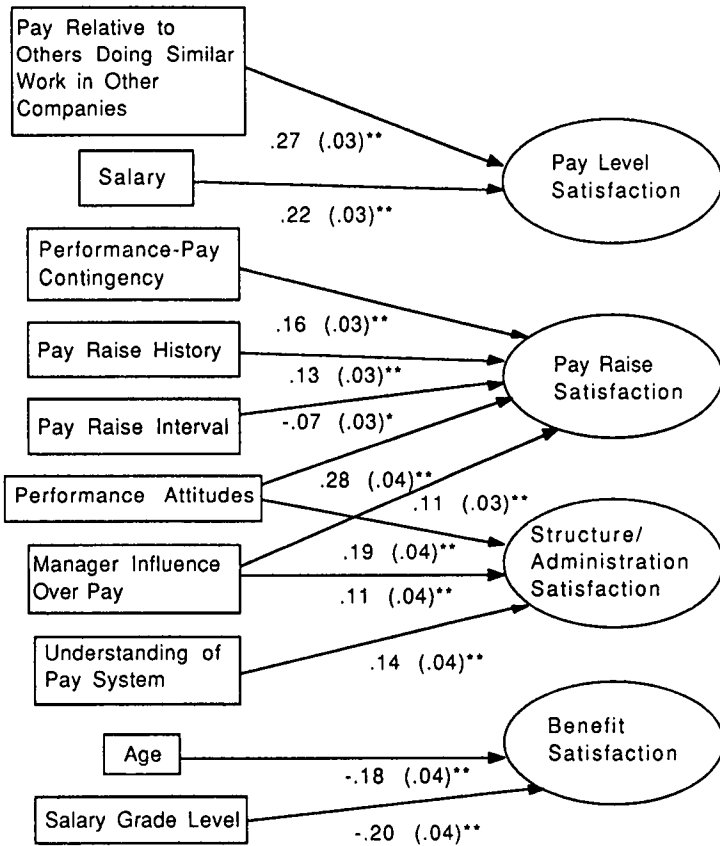 Pay Relative to
Others Doing Similar
Work in Other
Companies
.27 (.03)**
Pay Level
Satisfaction
Salary
.22 (.03)**
Performance-Pay
Contingency
.16 (.03)**
Pay Raise History
.13 (.03)**
Pay Raise
Satisfaction
Pay Raise Interval
-.07 (.03)*
Performance Attitudes
.28 (.04)**
.11 (.03)**
Manager Influence
Over Pay
.19 (.04)**
.11 (.04)**
Structure/
Administration
Satisfaction
Understanding of
Pay System
.14 (.04)**
Age
-.18 (.04)**
Benefit
Satisfaction
Salary Grade Level
-.20 (.04)**